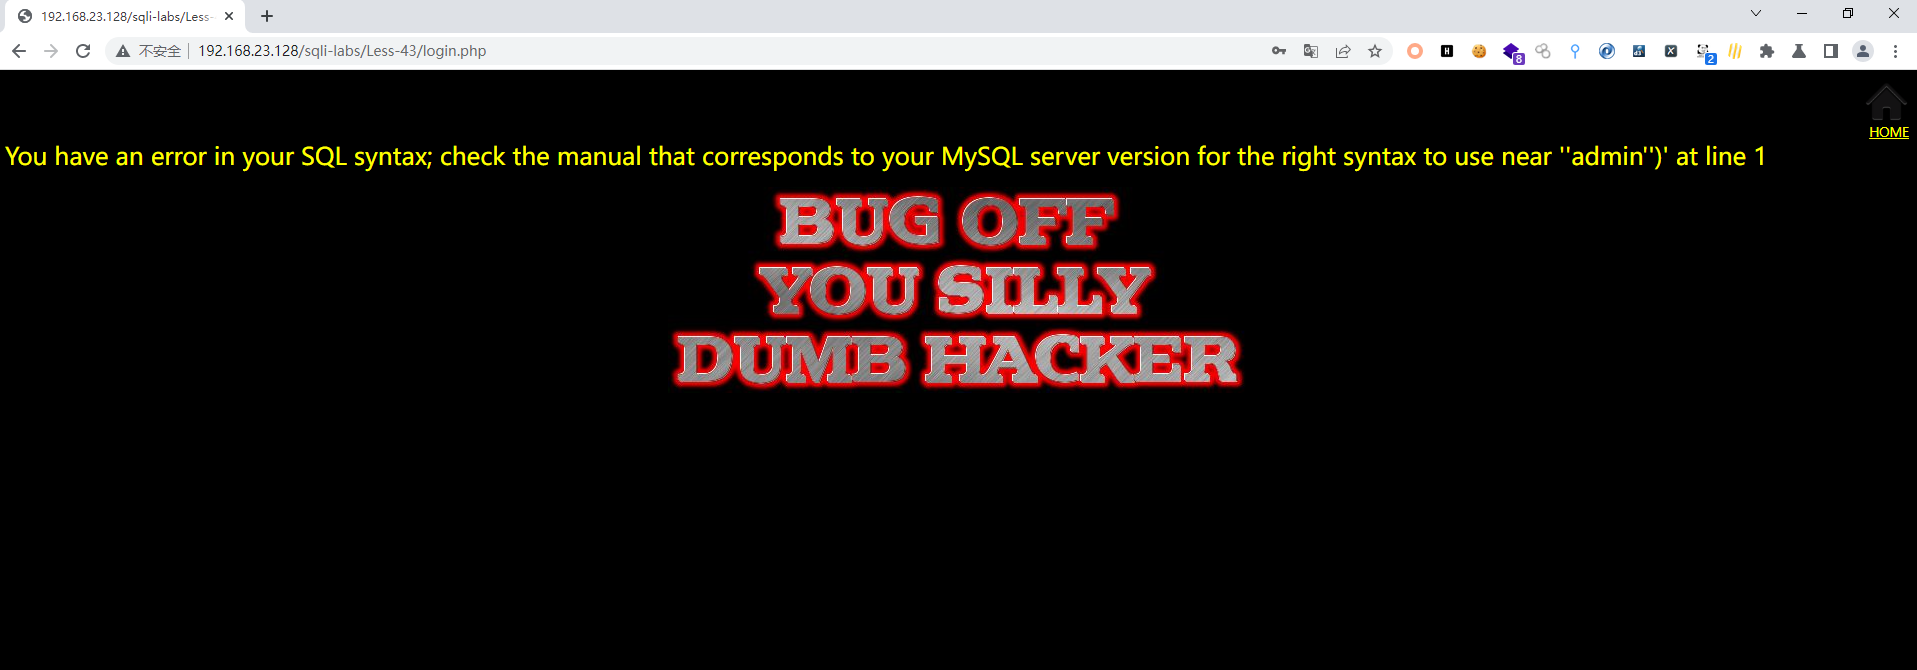 192.168.23.128/sqli-labs/Less-
不安全 | 192.168.23.128/sqli-labs/Less-43/login.php
8
2
HOME
You have an error in your SQL syntax; check the manual that corresponds to your MySQL server version for the right syntax to use near ''admin'')' at line 1
BUG OFF
YOU SILLY
DUMB HACKER